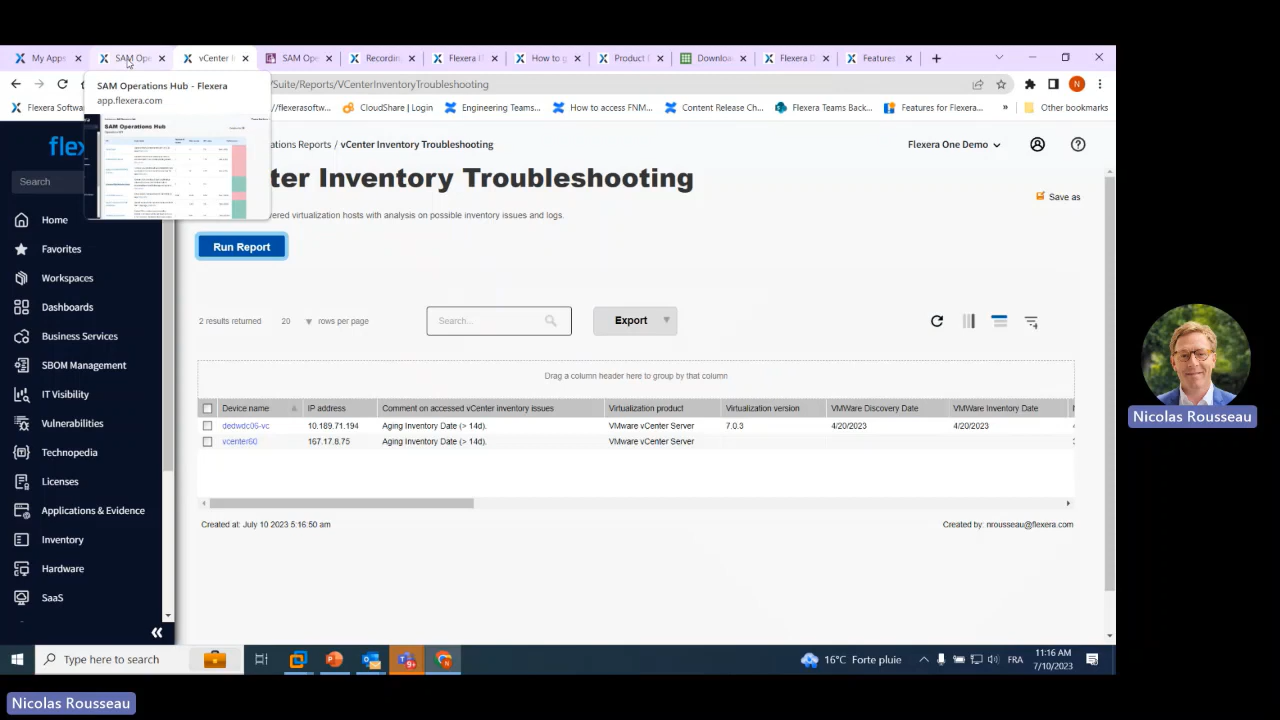 My Apps
SAM Ope
vCenter I
SAM Ope
Recordin
Flexera IT
How to g
Product F
Downloa
Flexera D
Features
SAM Operations Hub - Flexera
app.flexera.com
SAM Operations Hub
Suite/Reports/VCenterInventoryTroubleshooting
Flexera Softwa
//flexerasoftw...
CloudShare | Login
Engineering Teams...
How to access FNM...
Content Release Ch...
Flexera Teams Back...
Features for Flexera...
»
Other bookmarks
flex
ations Reports / vCenter Inventory Troubleshooting
Flexera One Demo
ter Inventory Troubleshooting
Search
Save as
ered virtualization hosts with analysis on possible inventory issues and logs.
Home
Favorites
Workspaces
Dashboards
Business Services
SBOM Management
IT Visibility
Vulnerabilities
Technopedia
Licenses
Applications & Evidence
Inventory
Hardware
SaaS
Run Report
2 results returned
20
rows per page
Search...
Export
Drag a column header here to group by that column
Device name
IP address
Comment on accessed vCenter inventory issues
Virtualization product
Virtualization version
VMWare Discovery Date
VMWare Inventory Date
dedwdc06-vc
10.189.71.194
Aging Inventory Date (> 14d).
VMware vCenter Server
7.0.3
4/20/2023
4/20/2023
vcenter60
167.17.8.75
Aging Inventory Date (> 14d).
VMware vCenter Server
Created at: July 10 2023 5:16:50 am
Created by: nrousseau@flexera.com
Type here to search
9+
16°C Forte pluie
FRA
11:16 AM
7/10/2023
Nicolas Rousseau
Nicolas Rousseau